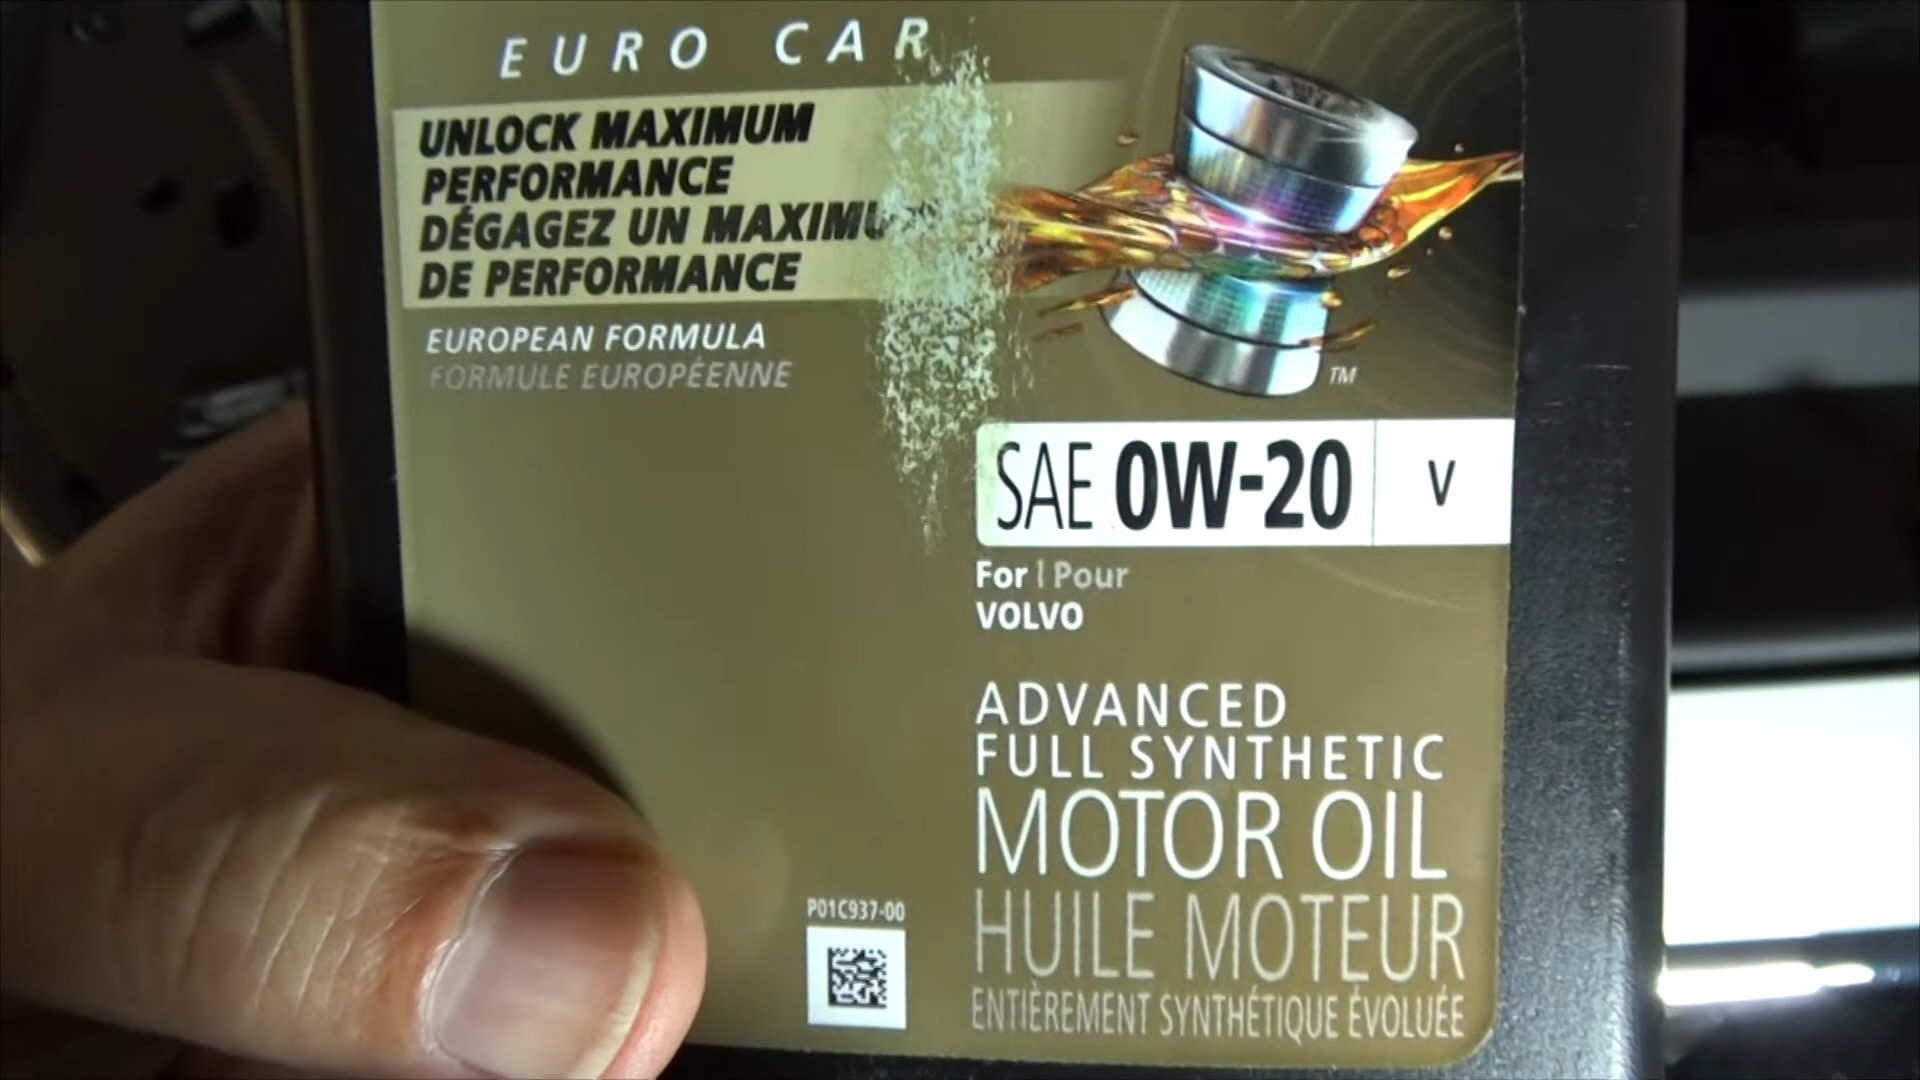 EURO CAR
UNLOCK MAXIMUM
PERFORMANCE
DÉGAGEZ UN MAXIMUM
DE PERFORMANCE
EUROPEAN FORMULA
FORMULE EUROPÉENNE
TM
SAE 0W-20 V
For | Pour
VOLVO
ADVANCED
FULL SYNTHETIC
MOTOR OIL
HUILE MOTEUR
ENTIÈREMENT SYNTHÉTIQUE ÉVOLUÉE
P01C937-00